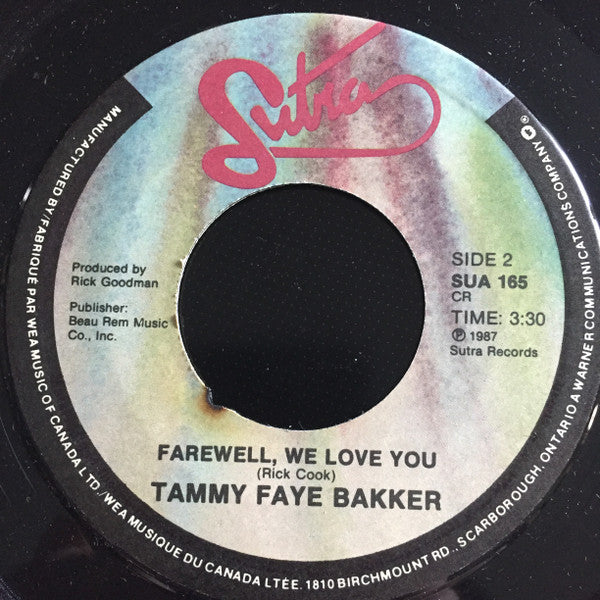 Sutra
SIDE 2
SUA 165
CR
TIME: 3:30
Ⓟ 1987
Sutra Records
Produced by
Rick Goodman
Publisher:
Beau Rem Music
Co., Inc.
FAREWELL, WE LOVE YOU
(Rick Cook)
TAMMY FAYE BAKKER
MANUFACTURED BY/FABRIQUÉ PAR WEA MUSIC OF CANADA LTD/WEA MUSIQUE DU CANADA LTÉE. 1810 BIRCHMOUNT RD., SCARBOROUGH, ONTARIO A WARNER COMMUNICATIONS COMPANY ®